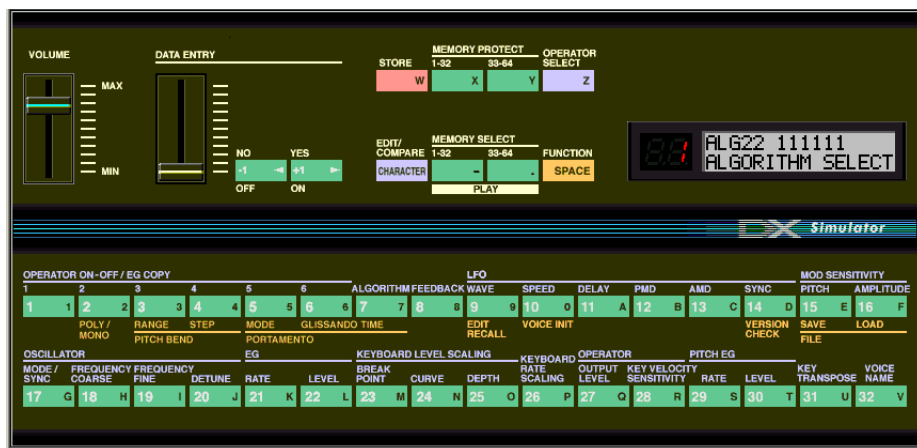 VOLUME
MAX
MIN
DATA ENTRY
NO YES
-1 +1
OFF ON
MEMORY PROTECT OPERATOR
STORE 1-32 33-64 SELECT
W X Y Z
EDIT/ MEMORY SELECT
COMPARE 1-32 33-64 FUNCTION
CHARACTER - . SPACE
PLAY
1
ALG22 111111
ALGORITHM SELECT
DX Simulator
OPERATOR ON-OFF / EG COPY LFO MOD SENSITIVITY
1 2 3 4 5 6 ALGORITHM FEEDBACK WAVE SPEED DELAY PMD AMD SYNC PITCH AMPLITUDE
1 1 2 2 3 3 4 4 5 5 6 6 7 7 8 8 9 9 10 0 11 A 12 B 13 C 14 D 15 E 16 F
POLY / RANGE STEP MODE GLISSANDO TIME EDIT VOICE INIT VERSION SAVE LOAD
MONO PITCH BEND PORTAMENTO RECALL CHECK FILE
OSCILLATOR EG KEYBOARD LEVEL SCALING KEYBOARD OPERATOR PITCH EG
MODE / FREQUENCY FREQUENCY BREAK RATE OUTPUT KEY VELOCITY KEY VOICE
SYNC COARSE FINE DETUNE RATE LEVEL POINT CURVE DEPTH SCALING LEVEL SENSITIVITY RATE LEVEL TRANSPOSE NAME
17 G 18 H 19 I 20 J 21 K 22 L 23 M 24 N 25 O 26 P 27 Q 28 R 29 S 30 T 31 U 32 V